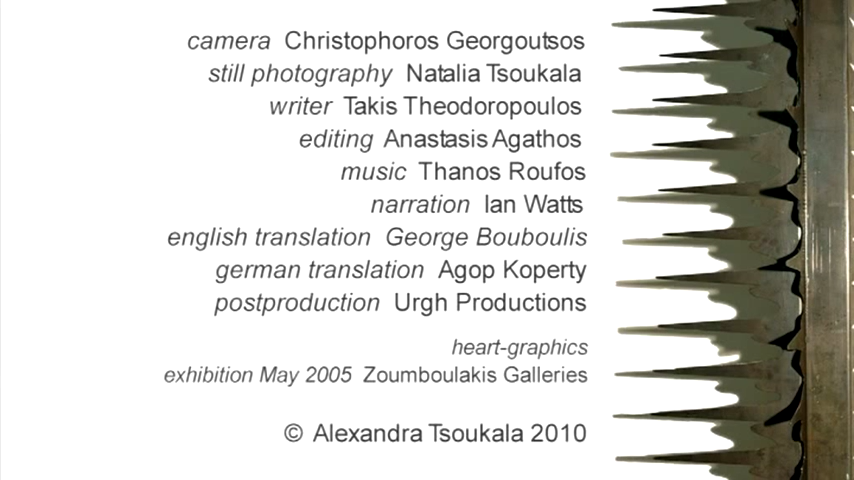 camera Christophoros Georgoutsos
still photography Natalia Tsoukala
writer Takis Theodoropoulos
editing Anastasis Agathos
music Thanos Roufos
narration Ian Watts
english translation George Bouboulis
german translation Agop Koperty
postproduction Urgh Productions
heart-graphics
exhibition May 2005 Zoumboulakis Galleries
© Alexandra Tsoukala 2010